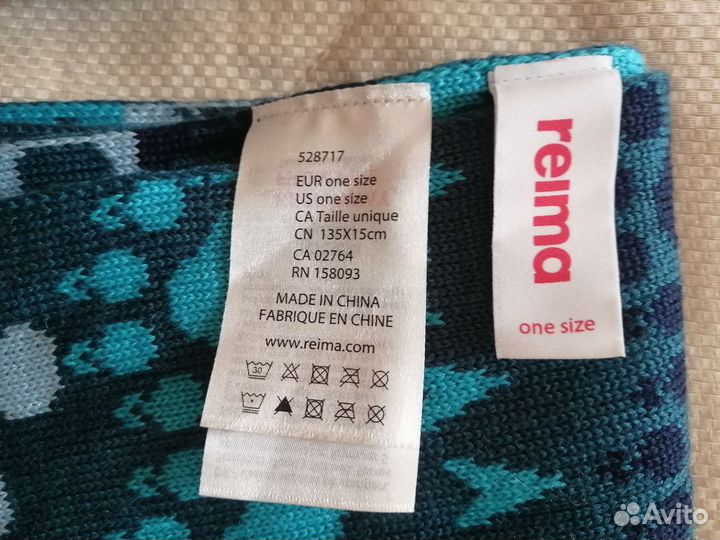 528717
EUR one size
US one size
CA Taille unique
CN 135X15cm
CA 02764
RN 158093
MADE IN CHINA
FABRIQUE EN CHINE
www.reima.com
30
reima
one size
Avito